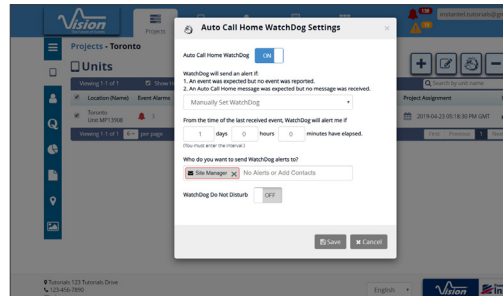 Vision
Projects
138
instantel.tutorials@gm
Projects - Toronto
Units
Viewing 1-1 of 1
Search by unit name
Location (Name)
Event Alarms
Project Assignment
Toronto
Unit MP13908
3
2019-04-23 05:18:30 PM GMT
Viewing 1-1 of 1
6
per page
First
Previous
1
Auto Call Home WatchDog Settings
×
Auto Call Home WatchDog
ON
WatchDog will send an alert if:
1. An event was expected but no event was reported.
2. An Auto Call Home message was expected but no message was received.
Manually Set WatchDog
From the time of the last received event, WatchDog will alert me if
1 days 0 hours 0 minutes have elapsed.
(You must enter the interval.)
Who do you want to send WatchDog alerts to?
Site Manager
No Alerts or Add Contacts
WatchDog Do Not Disturb
OFF
Save
Cancel
Tutorials 123 Tutorials Drive
123-456-7890
English
Vision